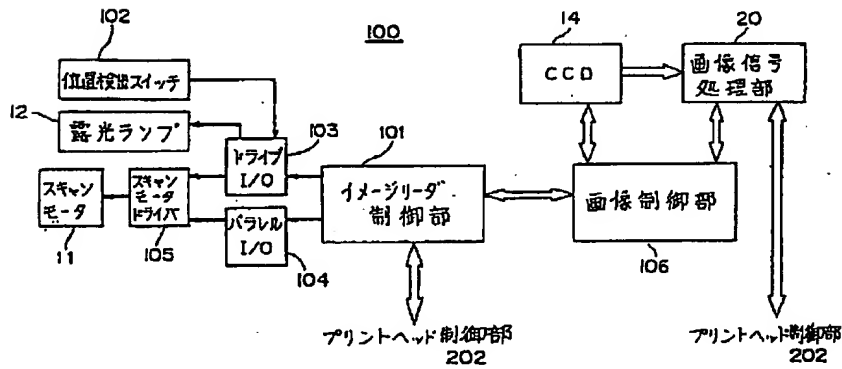 102
100
14
20
位置検出スイッチ
CCD
画像信号
処理部
12
露光ランプ
103
101
ドライブ
I/O
スキャン
モータ
スキャン
モータ
ドライバ
イメージリーダ
制御部
画像制御部
パラレル
I/O
11
105
104
106
プリントヘッド制御部
202
プリントヘッド制御部
202